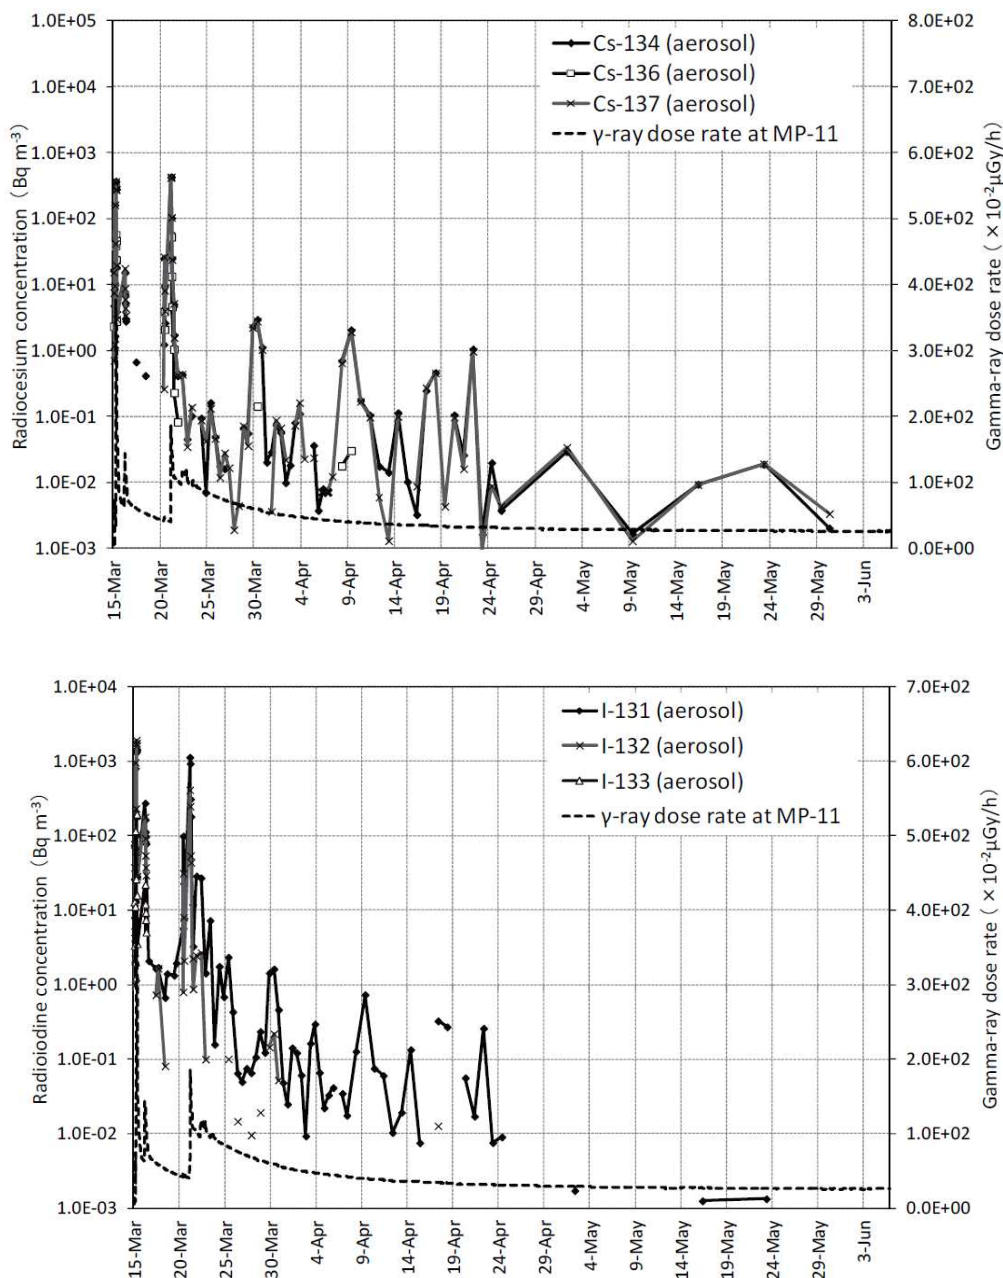 1.0E+05
1.0E+04
1.0E+03
1.0E+02
1.0E+01
1.0E+00
1.0E-01
1.0E-02
1.0E-03
Radiocesium concentration (Bq m-3)
Cs-134 (aerosol)
Cs-136 (aerosol)
Cs-137 (aerosol)
γ-ray dose rate at MP-11
8.0E+02
7.0E+02
6.0E+02
5.0E+02
4.0E+02
3.0E+02
2.0E+02
1.0E+02
0.0E+00
Gamma-ray dose rate (×10-2μGy/h)
15-Mar
20-Mar
25-Mar
30-Mar
4-Apr
9-Apr
14-Apr
19-Apr
24-Apr
29-Apr
4-May
9-May
14-May
19-May
24-May
29-May
3-Jun
1.0E+04
1.0E+03
1.0E+02
1.0E+01
1.0E+00
1.0E-01
1.0E-02
1.0E-03
Radioiodine concentration (Bq m-3)
I-131 (aerosol)
I-132 (aerosol)
I-133 (aerosol)
γ-ray dose rate at MP-11
7.0E+02
6.0E+02
5.0E+02
4.0E+02
3.0E+02
2.0E+02
1.0E+02
0.0E+00
Gamma-ray dose rate (×10-2μGy/h)
15-Mar
20-Mar
25-Mar
30-Mar
4-Apr
9-Apr
14-Apr
19-Apr
24-Apr
29-Apr
4-May
9-May
14-May
19-May
24-May
29-May
3-Jun